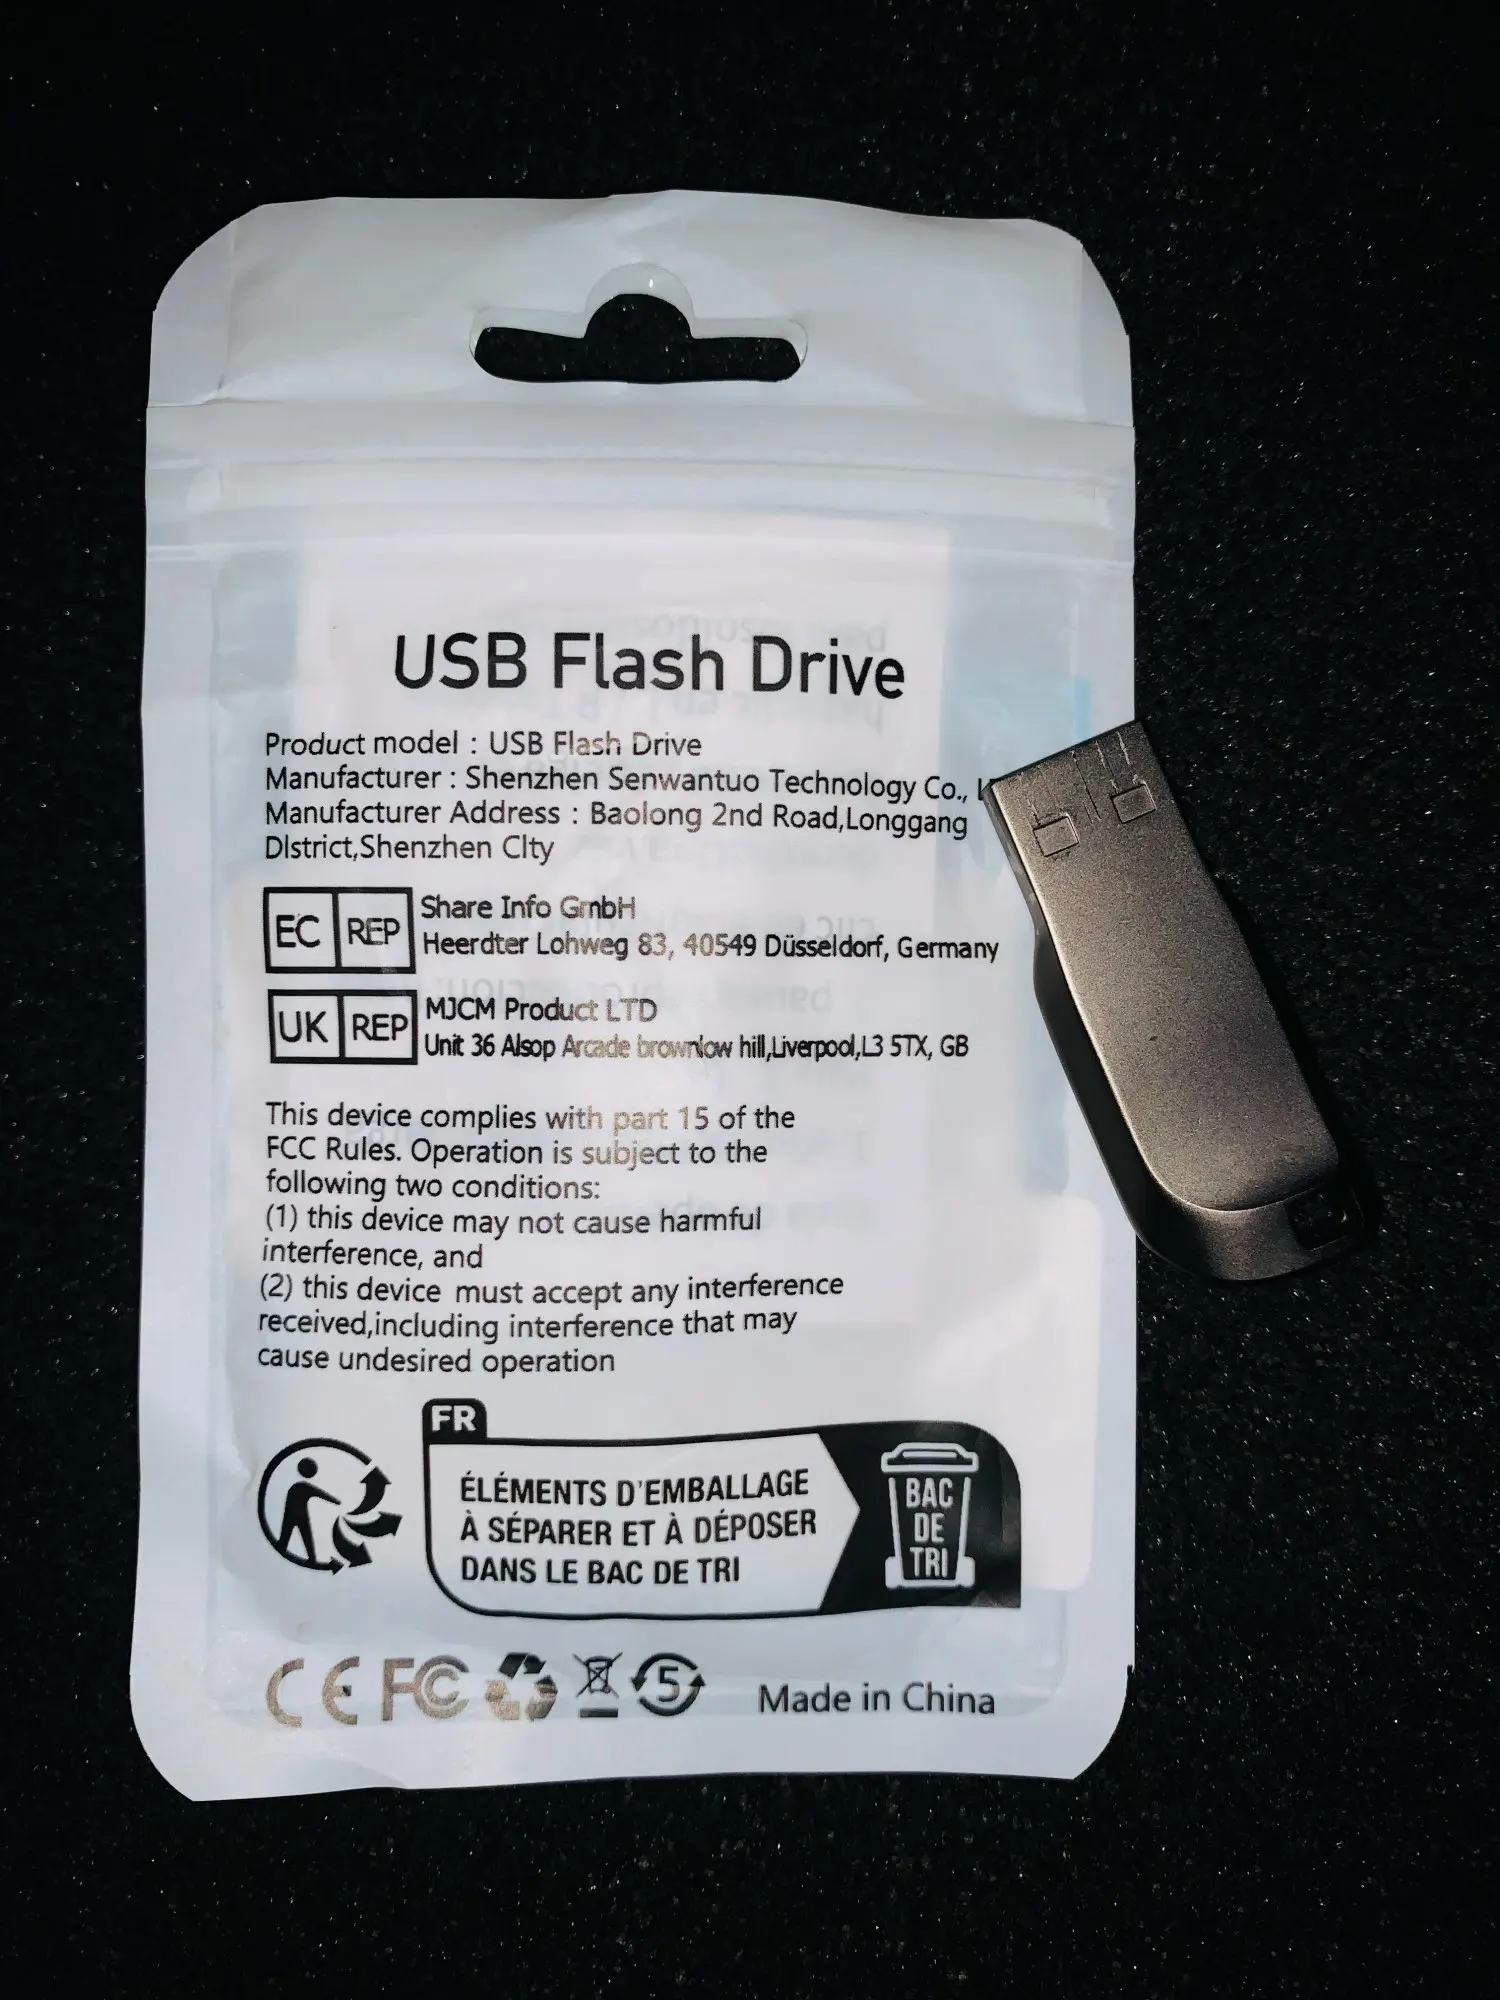 USB Flash Drive
Product model : USB Flash Drive
Manufacturer : Shenzhen Senwantuo Technology Co.,
Manufacturer Address : Baolong 2nd Road,Longgang
DIstrict,Shenzhen CIty
EC REP
Share Info GmbH
Heerdter Lohweg 83, 40549 Düsseldorf, Germany
UK REP
MJCM Product LTD
Unit 36 Alsop Arcade brownlow hill,Liverpool,L3 5TX, GB
This device complies with part 15 of the
FCC Rules. Operation is subject to the
following two conditions:
(1) this device may not cause harmful
interference, and
(2) this device must accept any interference
received,including interference that may
cause undesired operation
FR
ÉLÉMENTS D'EMBALLAGE
À SÉPARER ET À DÉPOSER
DANS LE BAC DE TRI
BAC
DE
TRI
CE FC 5 Made in China